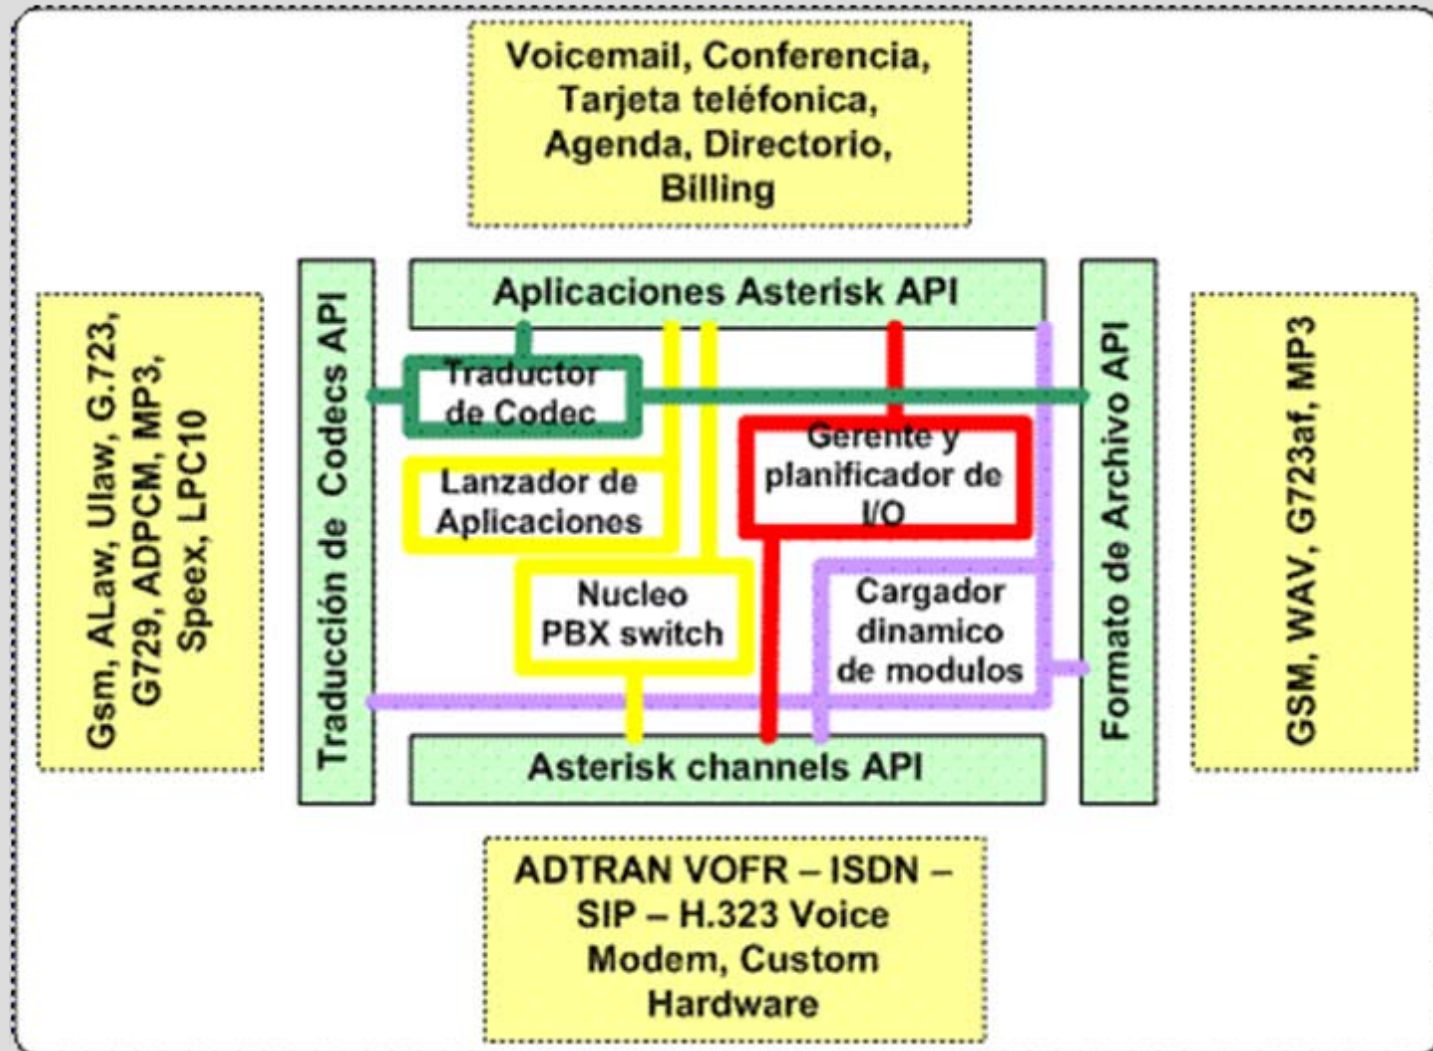 Voicemail, Conferencia,
Tarjeta teléfonica,
Agenda, Directorio,
Billing
Gsm, ALaw, Ulaw, G.723,
G729, ADPCM, MP3,
Speex, LPC10
Traducción de Codecs API
Aplicaciones Asterisk API
Traductor
de Codec
Lanzador de
Aplicaciones
Gerente y
planificador de
I/O
Nucleo
PBX switch
Cargador
dinamico
de modulos
Asterisk channels API
Formato de Archivo API
GSM, WAV, G723af, MP3
ADTRAN VOFR – ISDN –
SIP – H.323 Voice
Modem, Custom
Hardware